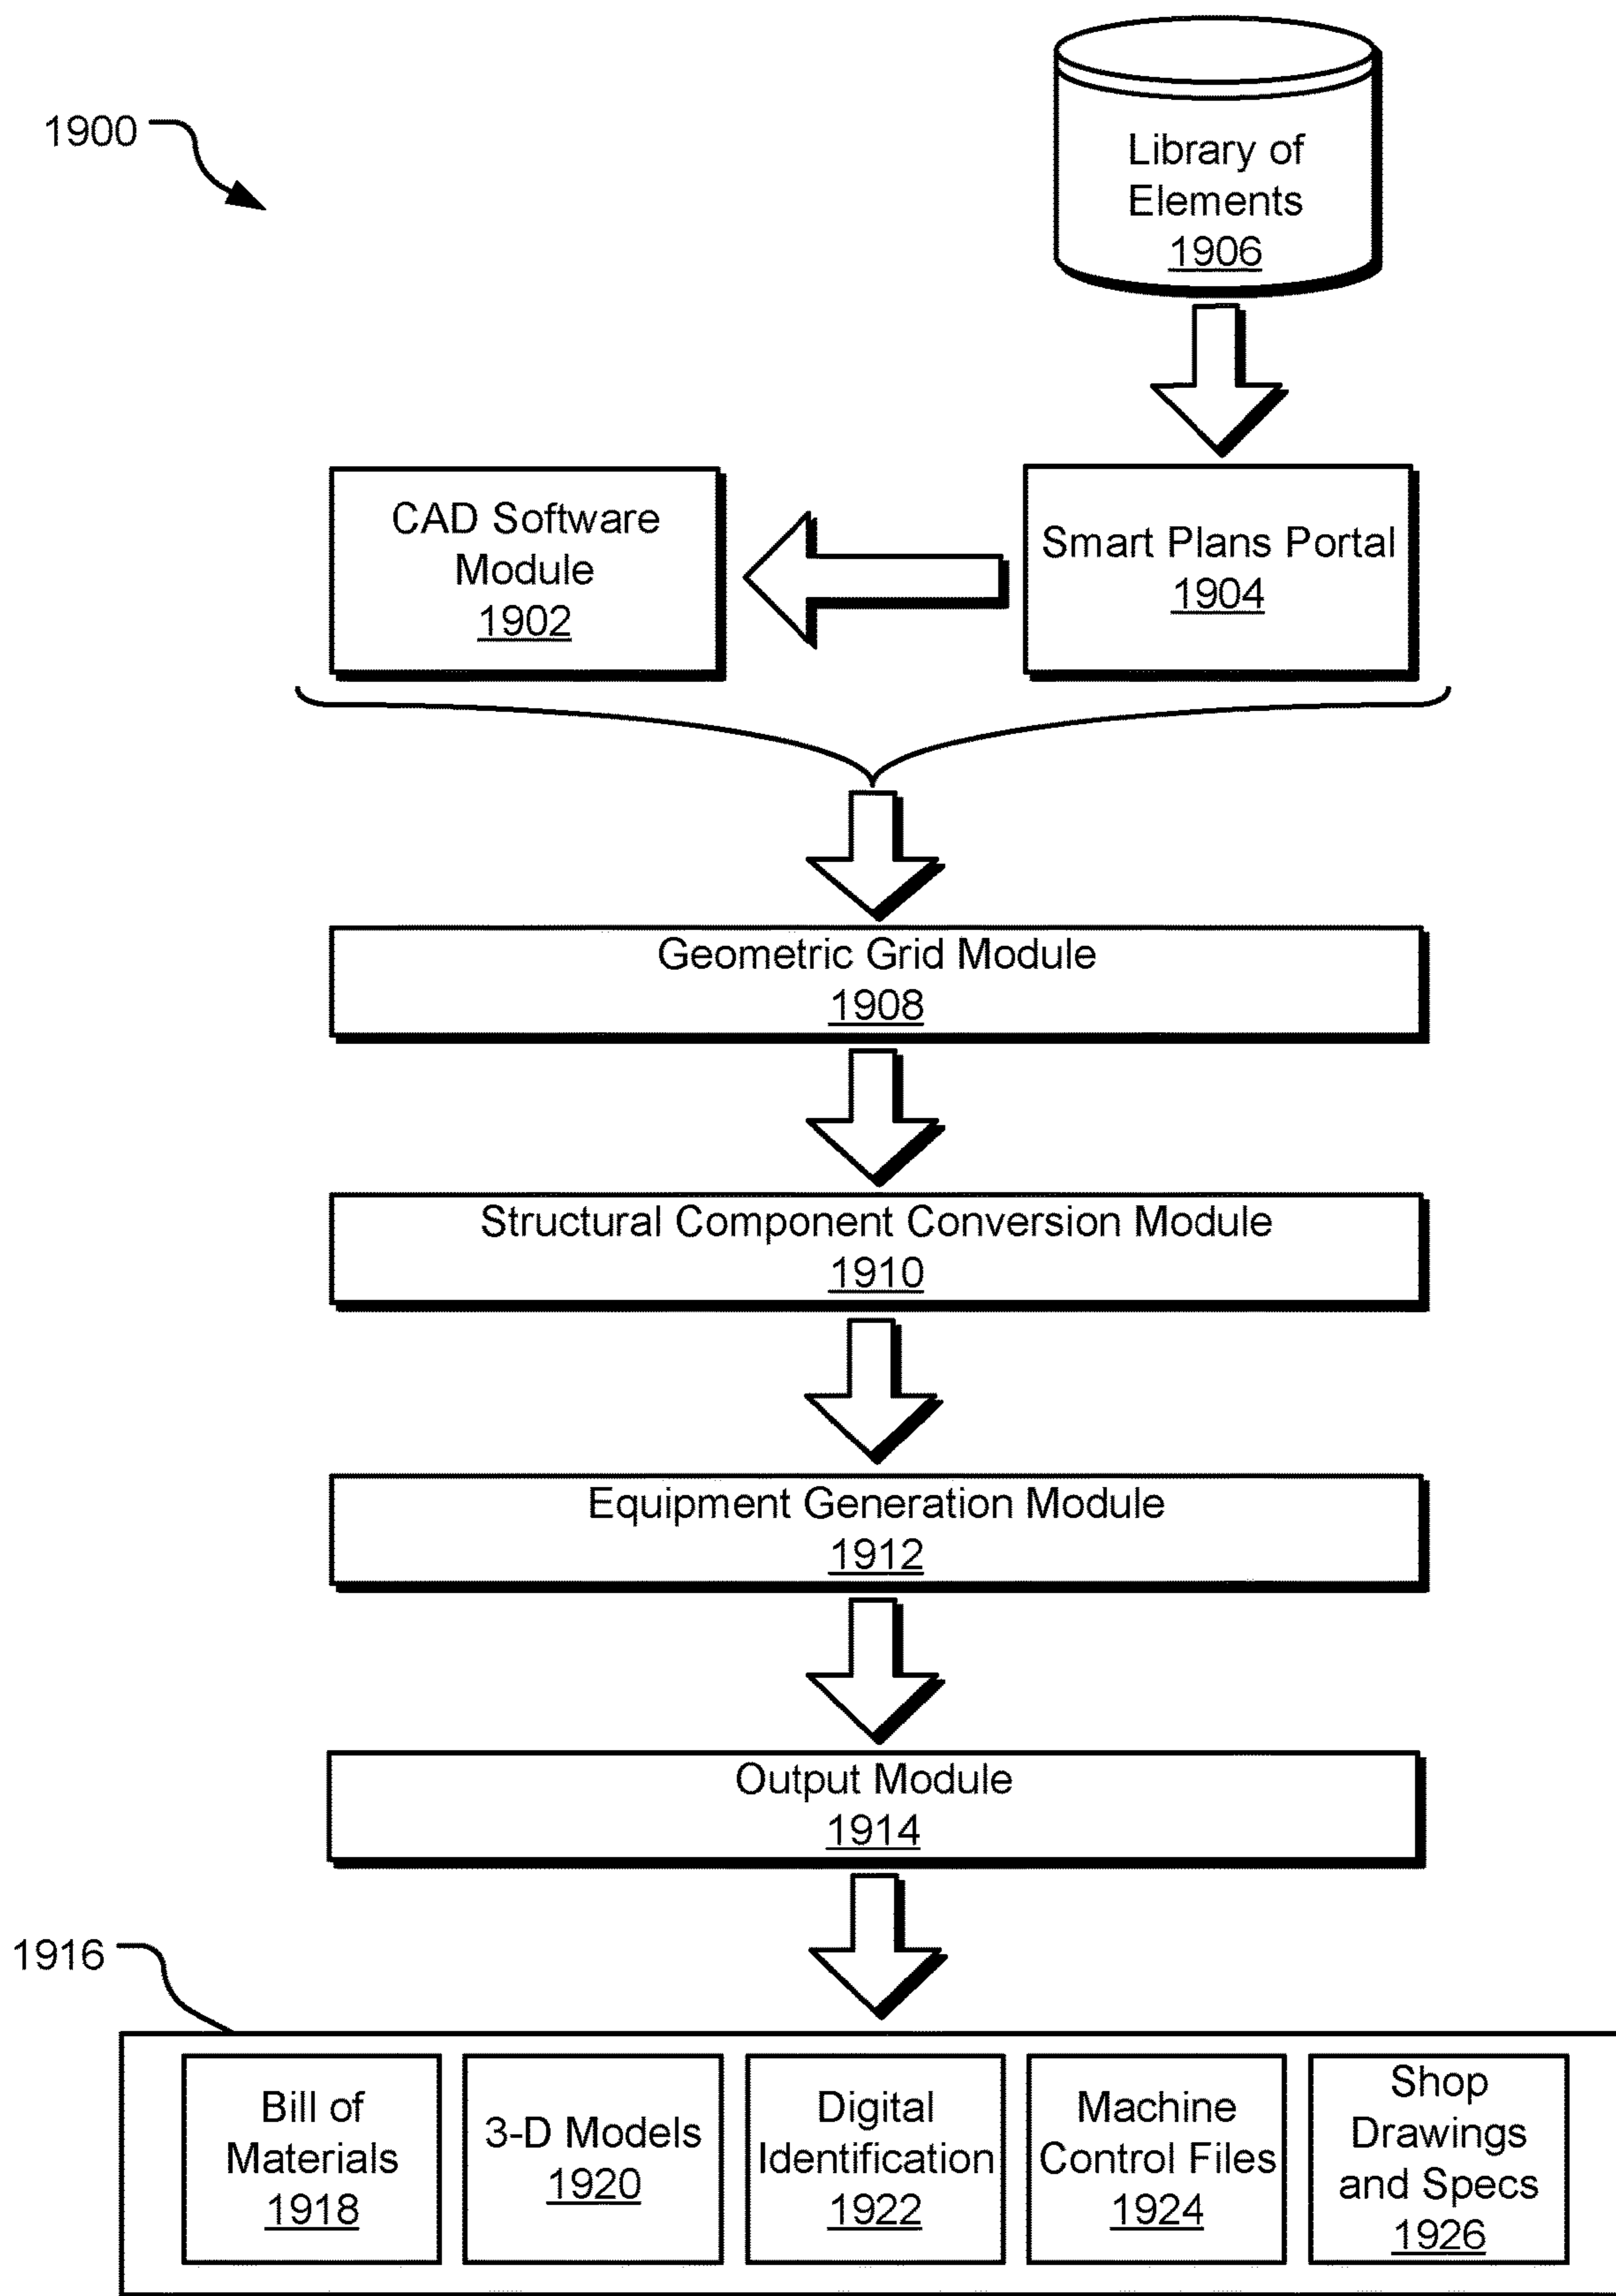 1900
Library of
Elements
1906
CAD Software
Module
1902
Smart Plans Portal
1904
Geometric Grid Module
1908
Structural Component Conversion Module
1910
Equipment Generation Module
1912
Output Module
1914
1916
Bill of
Materials
1918
3-D Models
1920
Digital
Identification
1922
Machine
Control Files
1924
Shop
Drawings
and Specs
1926